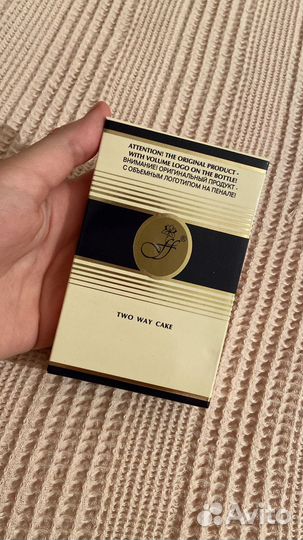 ATTENTION! THE ORIGINAL PRODUCT -
WITH VOLUME LOGO ON THE BOTTLE!
ВНИМАНИЕ! ОРИГИНАЛЬНЫЙ ПРОДУКТ -
С ОБЪЕМНЫМ ЛОГОТИПОМ НА ПЕНАЛЕ!
ff®
TWO WAY CAKE
Avito